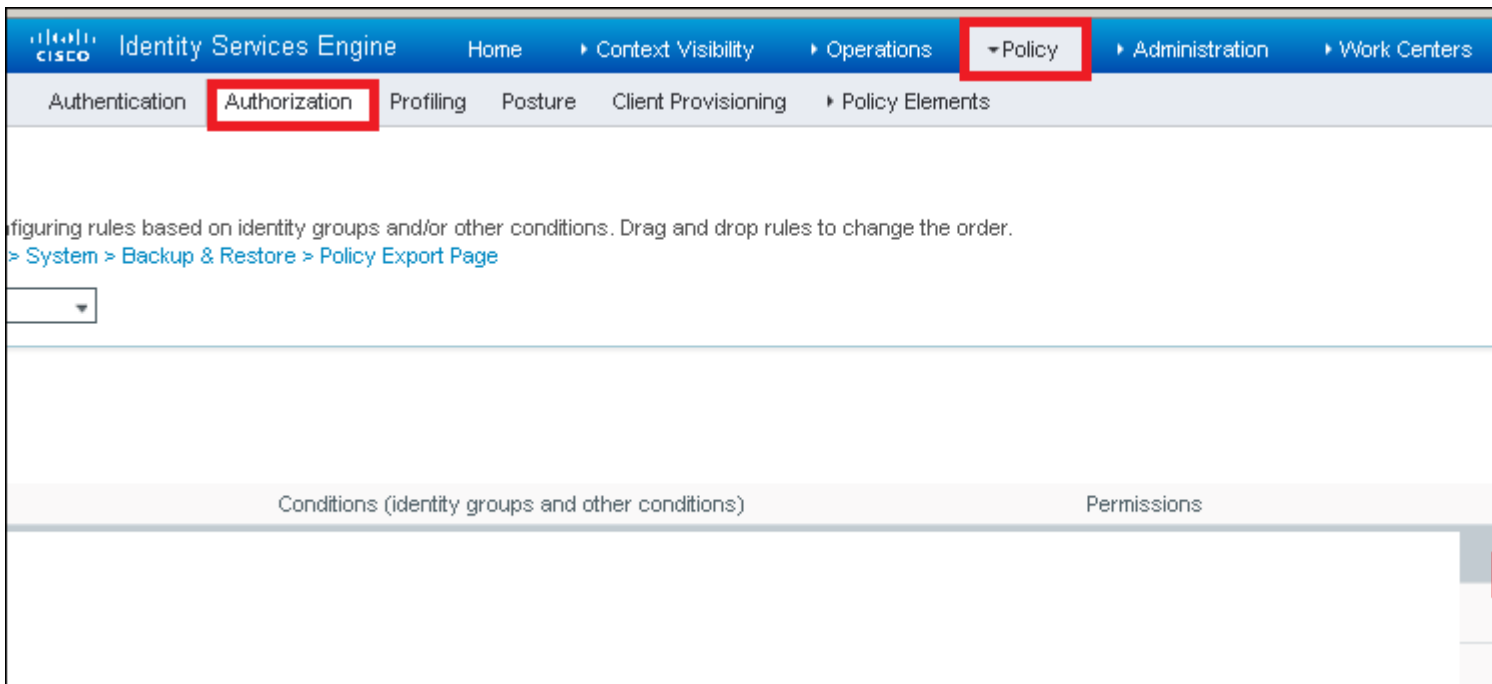 CISCO Identity Services Engine Home Context Visibility Operations Policy Administration Work Centers
Authentication Authorization Profiling Posture Client Provisioning Policy Elements
figuring rules based on identity groups and/or other conditions. Drag and drop rules to change the order.
> System > Backup & Restore > Policy Export Page
Conditions (identity groups and other conditions) Permissions